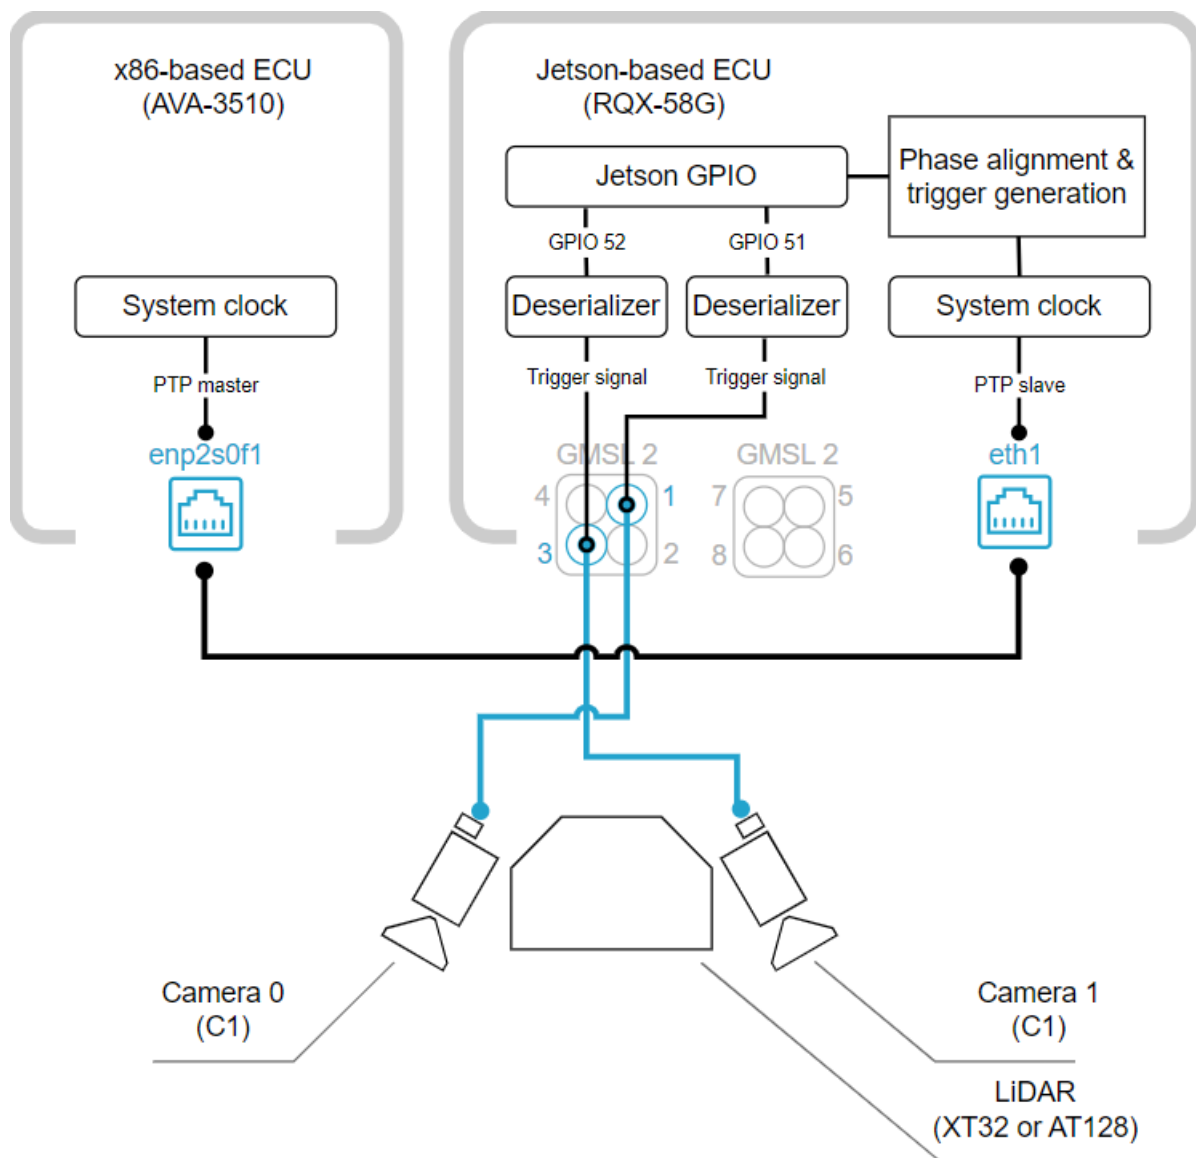 x86-based ECU
(AVA-3510)
System clock
PTP master
enp2s0f1
Jetson-based ECU
(RQX-58G)
Jetson GPIO
Phase alignment &
trigger generation
GPIO 52
GPIO 51
Deserializer
Deserializer
System clock
Trigger signal
Trigger signal
PTP slave
GMSL 2
GMSL 2
eth1
4
1
7
5
3
2
8
6
Camera 0
(C1)
Camera 1
(C1)
LiDAR
(XT32 or AT128)